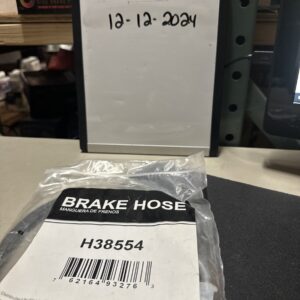 12-12-2024
BRAKE HOSE
MANGUERA DE FRENOS
H38554
7 62164 93276 3